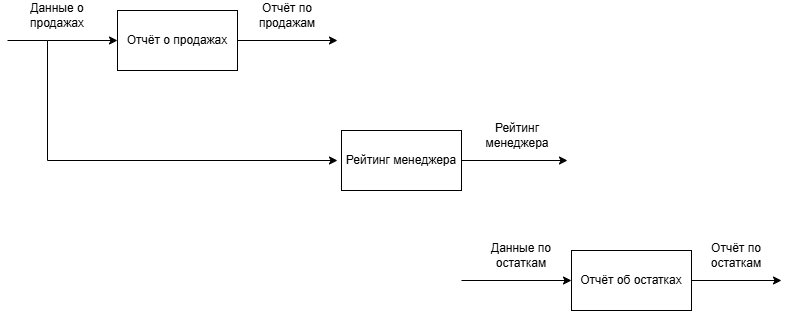 Данные о
продажах
Отчёт о продажах
Отчёт по
продажам
Рейтинг менеджера
Рейтинг
менеджера
Данные по
остаткам
Отчёт об остатках
Отчёт по
остаткам